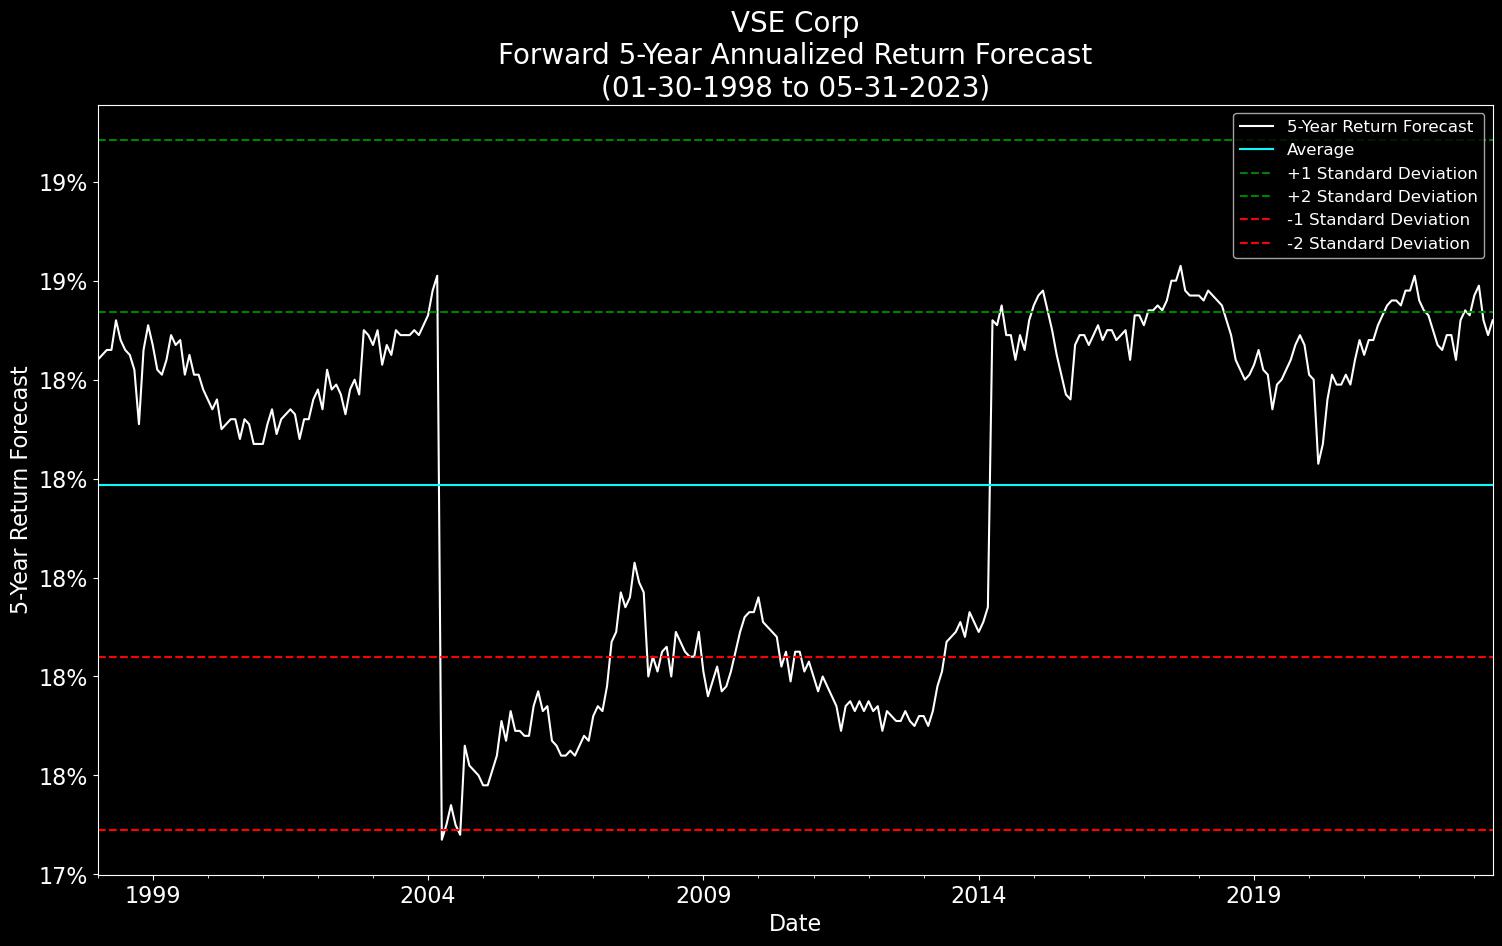 VSE Corp
Forward 5-Year Annualized Return Forecast
(01-30-1998 to 05-31-2023)
5-Year Return Forecast
Average
+1 Standard Deviation
+2 Standard Deviation
-1 Standard Deviation
-2 Standard Deviation
5-Year Return Forecast
19%
19%
18%
18%
18%
18%
18%
17%
1999
2004
2009
2014
2019
Date